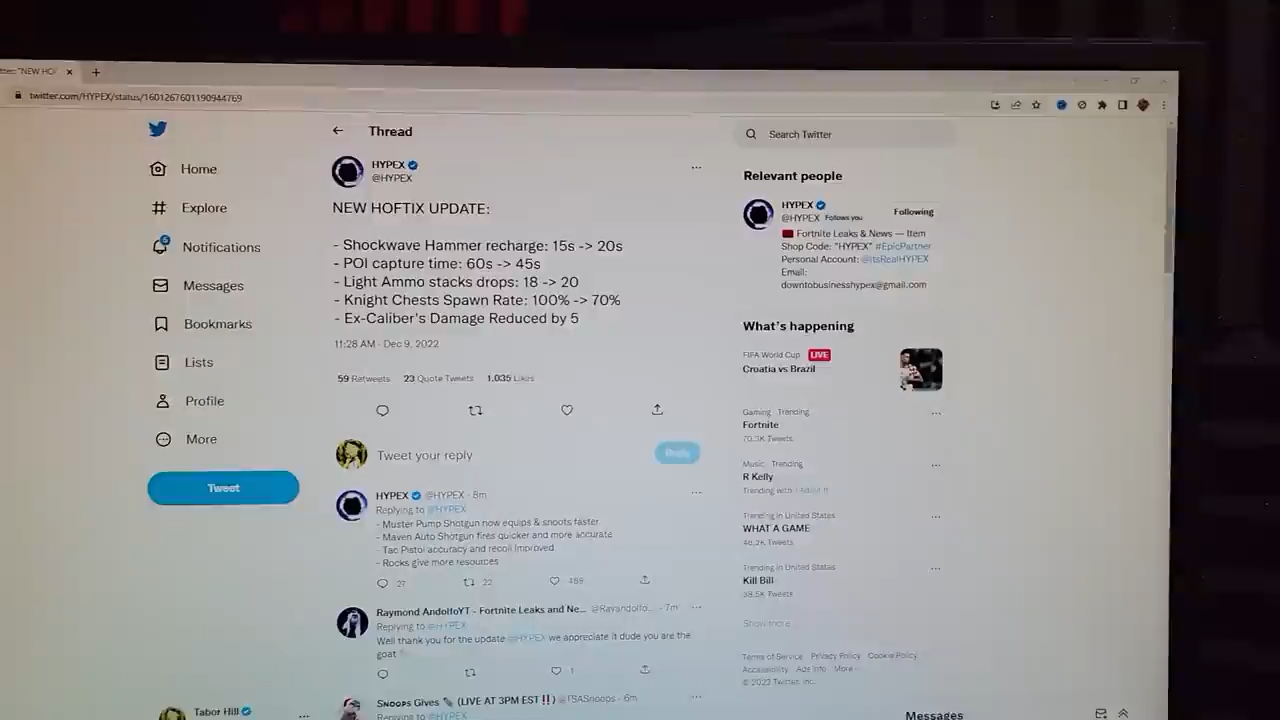 "NEW HO
twitter.com/HYPEX/status/1601267601190944769
Home
Explore
6
Notifications
Messages
Bookmarks
Lists
Profile
More
Tweet
Tabor Hill
Thread
HYPEX
@HYPEX
NEW HOFTIX UPDATE:
- Shockwave Hammer recharge: 15s -> 20s
- POI capture time: 60s -> 45s
- Light Ammo stacks drops: 18 -> 20
- Knight Chests Spawn Rate: 100% -> 70%
- Ex-Caliber's Damage Reduced by 5
11:28 AM · Dec 9, 2022
59 Retweets 23 Quote Tweets 1,035 Likes
Tweet your reply
Reply
HYPEX @HYPEX · 8m
Replying to @HYPEX
- Muster Pump Shotgun now equips & shoots faster
- Maven Auto Shotgun fires quicker and more accurate
- Tac Pistol accuracy and recoil Improved
- Rocks give more resources
27 22 489
Raymond AndolfoYT - Fortnite Leaks and Ne... @Rayandolfo... · 7m
Replying to @HYPEX
Well thank you for the update @HYPEX we appreciate it dude you are the
goat
1
Snoops Gives (LIVE AT 3PM EST !!) @FSASnoops · 6m
Replying to @HYPEX
Search Twitter
Relevant people
HYPEX
@HYPEX Follows you
Following
Fortnite Leaks & News — Item
Shop Code: "HYPEX" #EpicPartner
Personal Account: @ItsRealHYPEX
Email:
downtobusinesshypex@gmail.com
What's happening
FIFA World Cup LIVE
Croatia vs Brazil
Gaming · Trending
Fortnite
70.3K Tweets
Music · Trending
R Kelly
Trending with I Admit It
Trending in United States
WHAT A GAME
Tweets
Trending in United States
Kill Bill
38.5K Tweets
Show more
Terms of Service Privacy Policy Cookie Policy
Accessibility Ads info More ···
© 2022 Twitter, Inc.
Messages